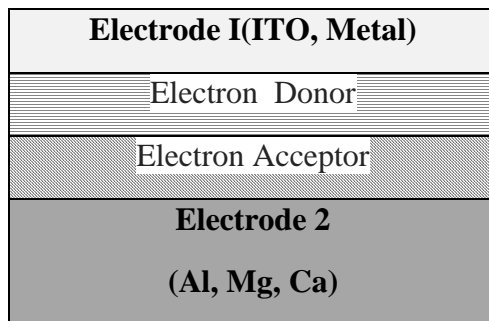 Electrode I(ITO, Metal)
Electron Donor
Electron Acceptor
Electrode 2
(Al, Mg, Ca)